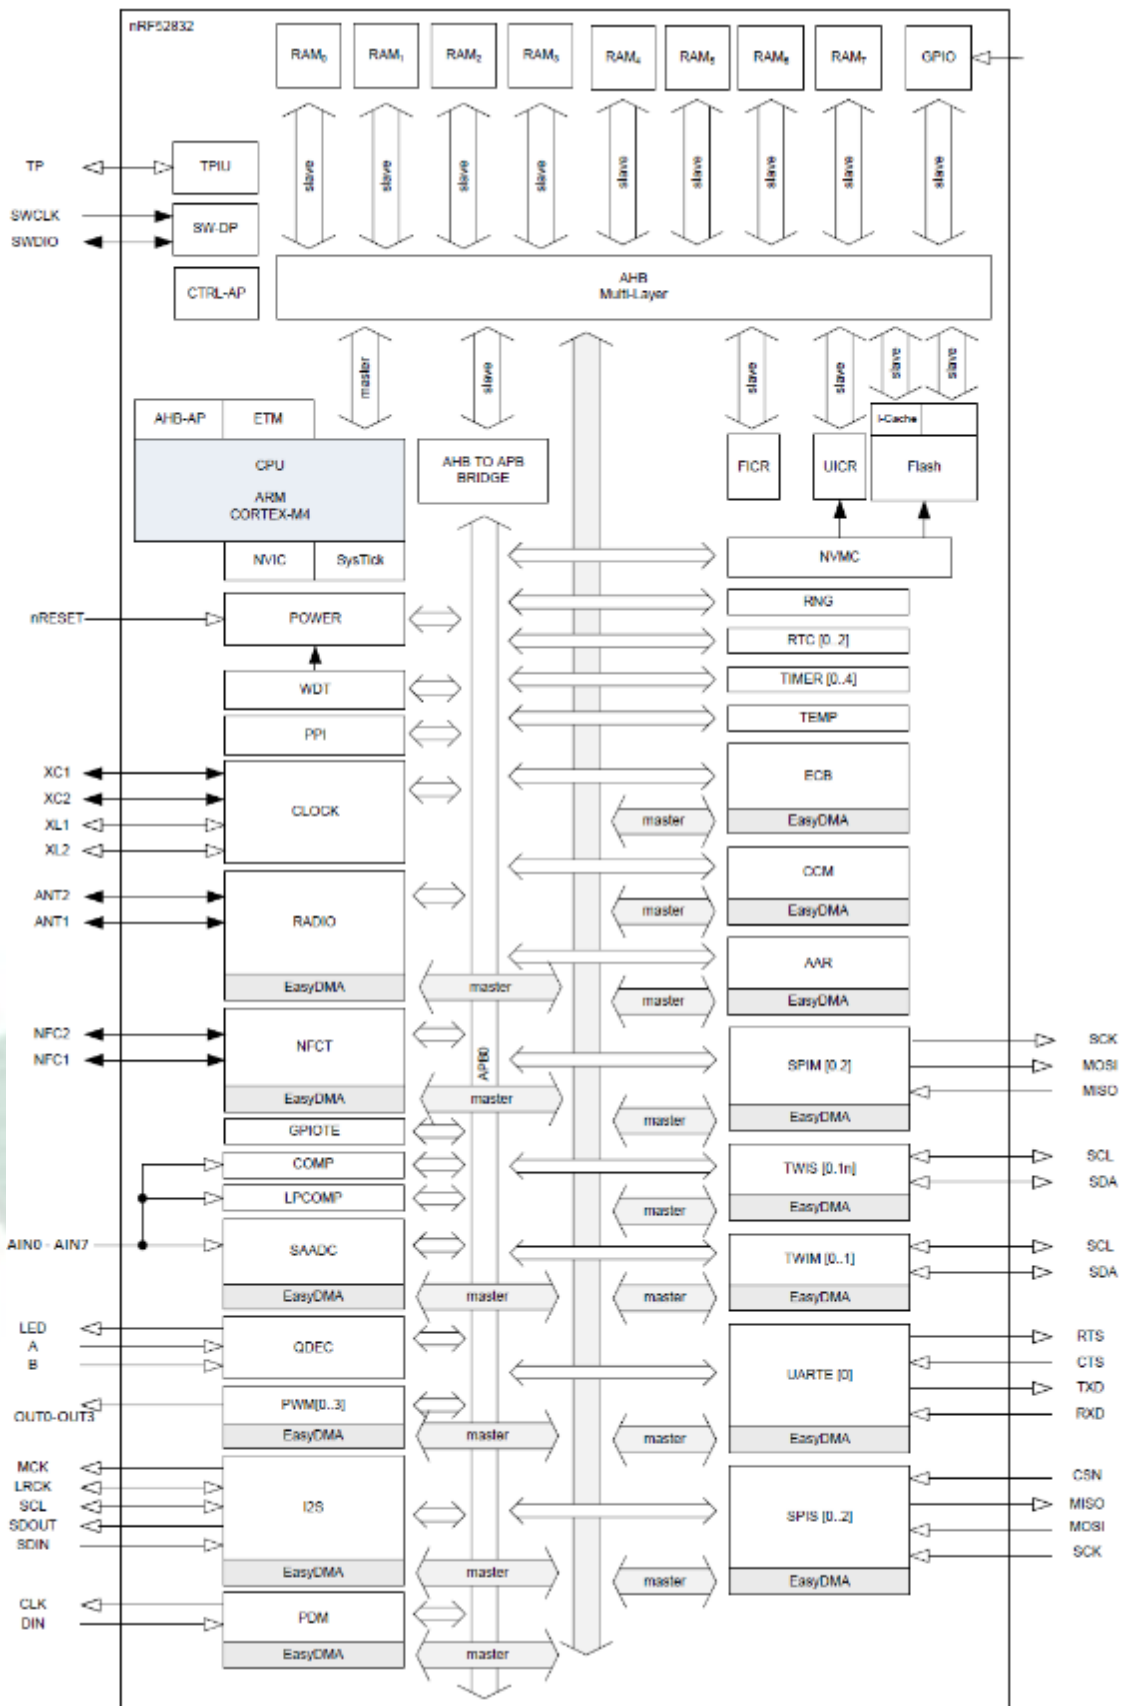 nRF52832
RAM0 RAM1 RAM2 RAM3 RAM4 RAM5 RAM6 RAM7 GPIO
slave slave slave slave slave slave slave slave slave
TP TPIU
SWCLK
SWDIO
SW-DP
CTRL-AP
AHB
Multi-Layer
master slave slave slave slave slave
AHB-AP ETM
CPU
ARM
CORTEX-M4
NVIC SysTick
AHB TO APB
BRIDGE
FICR UICR
I-Cache
Flash
NVMC
nRESET POWER
RNG
RTC [0..2]
WDT
TIMER [0..4]
PPI
TEMP
XC1
XC2
XL1
XL2
CLOCK
ECB
master EasyDMA
ANT2
ANT1
RADIO
EasyDMA master
CCM
master EasyDMA
AAR
master EasyDMA
NFC2
NFC1
NFCT
EasyDMA master
APB0
SPIM [0.2]
SCK
MOSI
MISO
master EasyDMA
GPIOTE
COMP
LPCOMP
AIN0 - AIN7
SAADC
EasyDMA master
TWIS [0.1n]
SCL
SDA
master EasyDMA
TWIM [0..1]
SCL
SDA
master EasyDMA
LED
A
B
QDEC
OUT0-OUT3
PWM[0..3]
EasyDMA master
UARTE [0]
RTS
CTS
TXD
RXD
master EasyDMA
MCK
LRCK
SCL
SDOUT
SDIN
I2S
EasyDMA master
SPIS [0..2]
CSN
MISO
MOSI
SCK
master EasyDMA
CLK
DIN
PDM
EasyDMA master